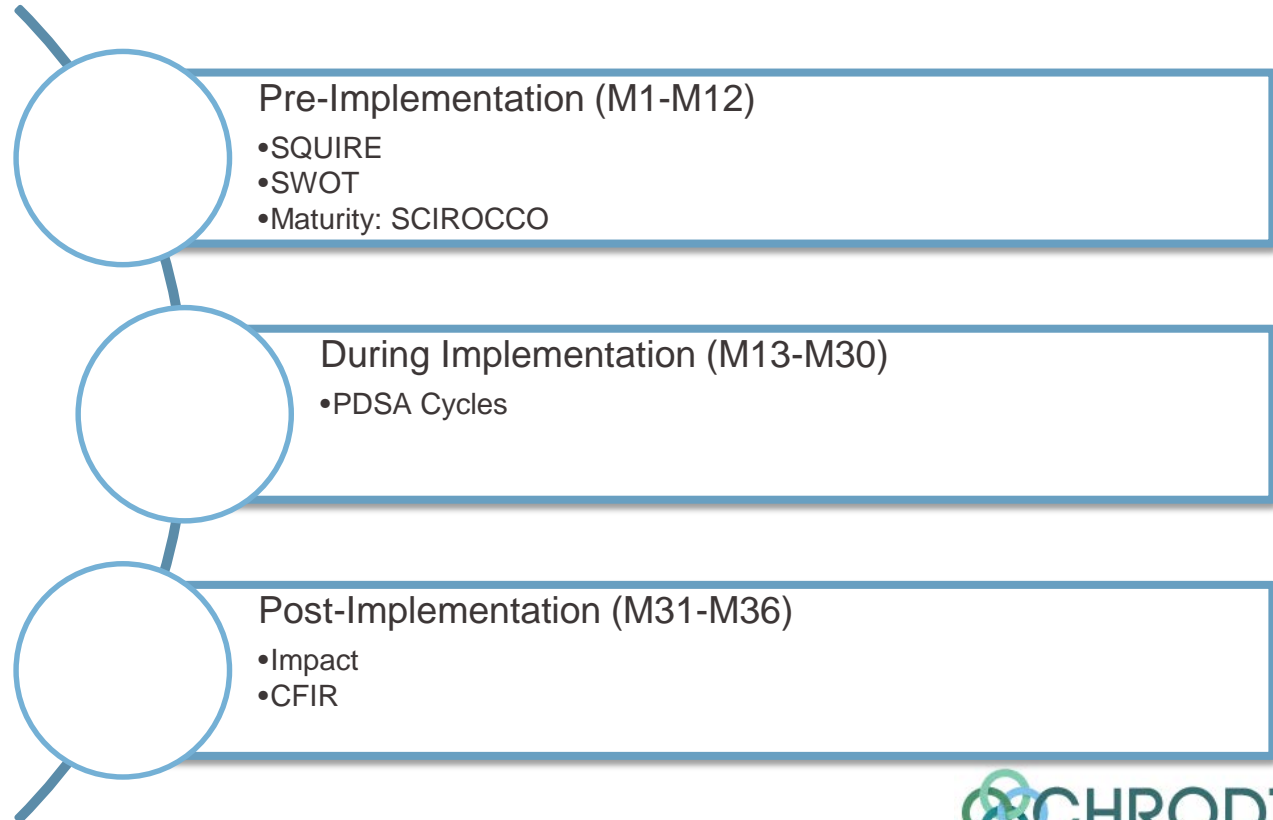 Pre-Implementation (M1-M12)
•SQUIRE
•SWOT
•Maturity: SCIROCCO
During Implementation (M13-M30)
•PDSA Cycles
Post-Implementation (M31-M36)
•Impact
•CFIR